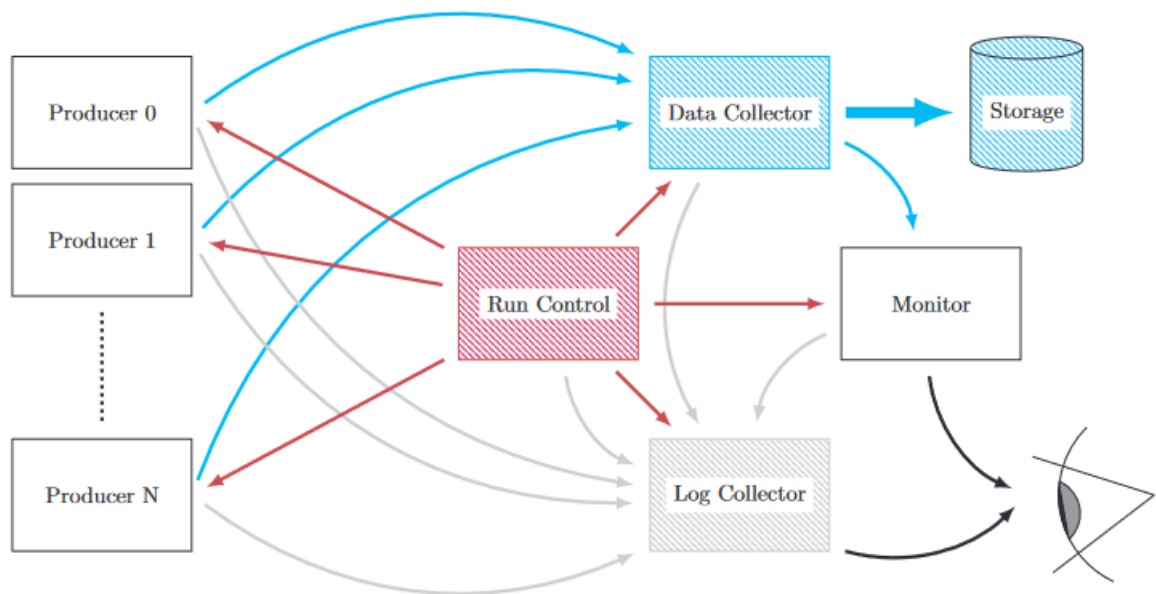 Producer 0
Data Collector
Storage
Producer 1
Run Control
Monitor
Producer N
Log Collector